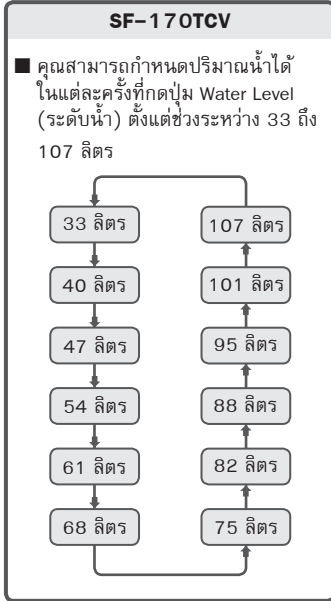 SF-170TCV
■ คุณสามารถกำหนดปริมาณน้ำได้
ในแต่ละครั้งที่กดปุ่ม Water Level
(ระดับน้ำ) ตั้งแต่ช่วงระหว่าง 33 ถึง
107 ลิตร
33 ลิตร
40 ลิตร
47 ลิตร
54 ลิตร
61 ลิตร
68 ลิตร
75 ลิตร
82 ลิตร
88 ลิตร
95 ลิตร
101 ลิตร
107 ลิตร